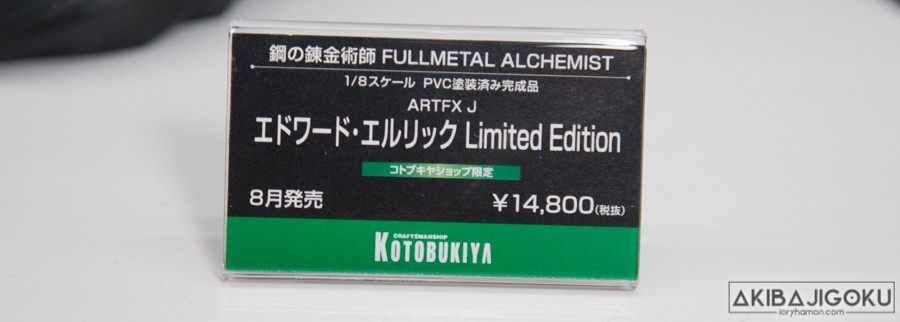 鋼の錬金術師 FULLMETAL ALCHEMIST
1/8スケール PVC塗装済み完成品
ARTFX J
エドワード・エルリック Limited Edition
コトブキヤショップ限定
8月発売 ¥14,800(税抜)
CRAFTSMANSHIP
KOTOBUKIYA
AKIBAJIGOKU
ioryhamon.com